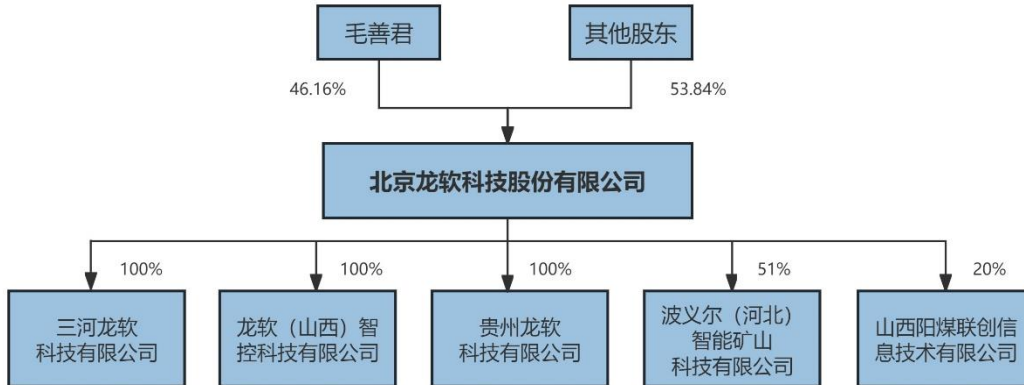 毛善君
其他股东
46.16%
53.84%
北京龙软科技股份有限公司
100%
100%
100%
51%
20%
三河龙软
科技有限公司
龙软（山西）智
控科技有限公司
贵州龙软
科技有限公司
波义尔（河北）
智能矿山
科技有限公司
山西阳煤联创信
息技术有限公司